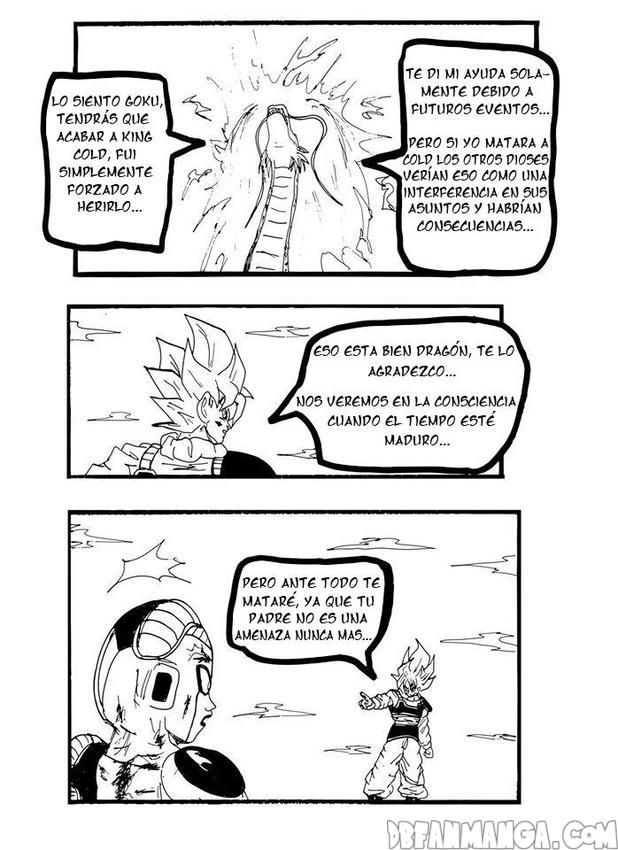 LO SIENTO GOKU,
TENDRÁS QUE
ACABAR A KING
COLD, FUI
SIMPLEMENTE
FORZADO A
HERIRLO...
TE DI MI AYUDA SOLA-
MENTE DEBIDO A
FUTUROS EVENTOS...
PERO SI YO MATARA A
COLD LOS OTROS DIOSES
VERÍAN ESO COMO UNA
INTERFERENCIA EN SUS
ASUNTOS Y HABRÍAN
CONSECUENCIAS...
ESO ESTA BIEN DRAGÓN, TE LO
AGRADEZCO...
NOS VEREMOS EN LA CONSCIENCIA
CUANDO EL TIEMPO ESTÉ
MADURO...
PERO ANTE TODO TE
MATARÉ, YA QUE TU
PADRE NO ES UNA
AMENAZA NUNCA MAS...
DBFANMANGA.COM